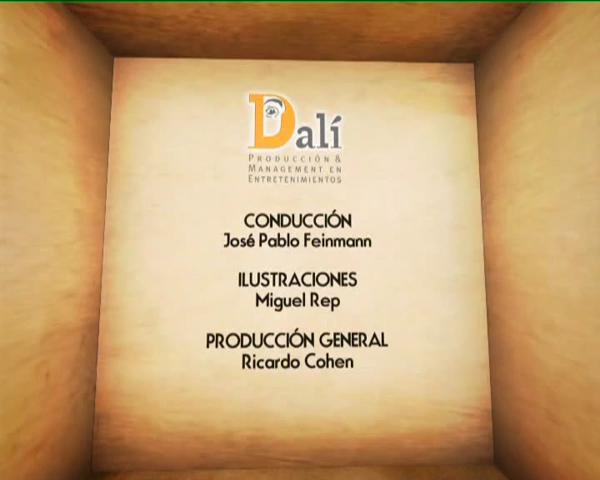 Dalí
PRODUCCIÓN &
MANAGEMENT EN
ENTRETENIMIENTOS
CONDUCCIÓN
José Pablo Feinmann
ILUSTRACIONES
Miguel Rep
PRODUCCIÓN GENERAL
Ricardo Cohen